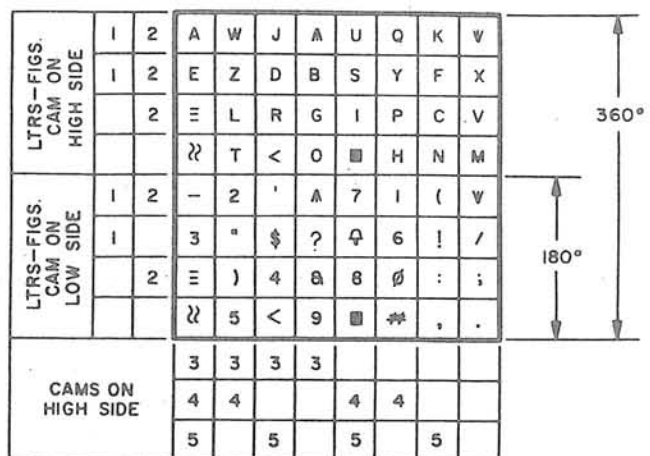 LTRS-FIGS. CAM ON HIGH SIDE
1 2 A W J ⩚ U Q K ⩛
1 2 E Z D B S Y F X
2 Ξ L R G I P C V
≀≀ T < O ■ H N M
LTRS-FIGS. CAM ON LOW SIDE
1 2 – 2 ' ⩚ 7 1 ( ⩛
1 3 " $ ? 6 ! /
2 Ξ ) 4 & 8 Ø : ;
≀≀ 5 < 9 ■ # , .
CAMS ON HIGH SIDE
3 3 3 3
4 4 4 4
5 5 5 5
360°
180°